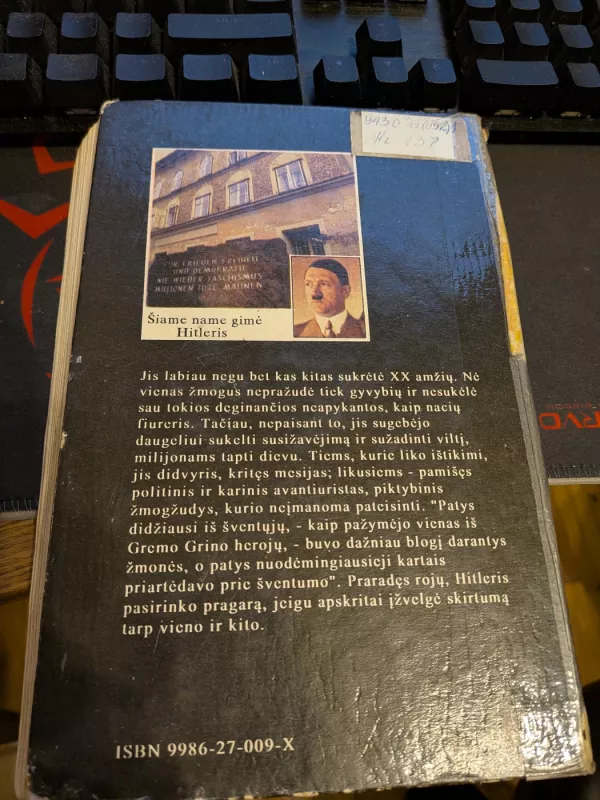 SHIFT
9430
137
FÜR FRIEDEN FREIHEIT
UND DEMOKRATIE
NIE WIEDER FASCHISMUS
MILLIONEN TOTE MAHNEN
Šiame name gimė
Hitleris
Jis labiau negu bet kas kitas sukrėtė XX amžių. Nė
vienas žmogus nepražudė tiek gyvybių ir nesukėlė
sau tokios deginančios neapykantos, kaip nacių
fiureris. Tačiau, nepaisant to, jis sugebėjo
daugeliui sukelti susižavėjimą ir sužadinti viltį,
milijonams tapti dievu. Tiems, kurie liko ištikimi,
jis didvyris, kritęs mesijas; likusiems - pamišęs
politinis ir karinis avantiuristas, piktybinis
žmogžudys, kurio neįmanoma pateisinti. "Patys
didžiausi iš šventųjų, - kaip pažymėjo vienas iš
Gremo Grino herojų, - buvo dažniau blogį darantys
žmonės, o patys nuodėmingiausieji kartais
priartėdavo prie šventumo". Praradęs rojų, Hitleris
pasirinko pragarą, jeigu apskritai įžvelgė skirtumą
tarp vieno ir kito.
ISBN 9986-27-009-X